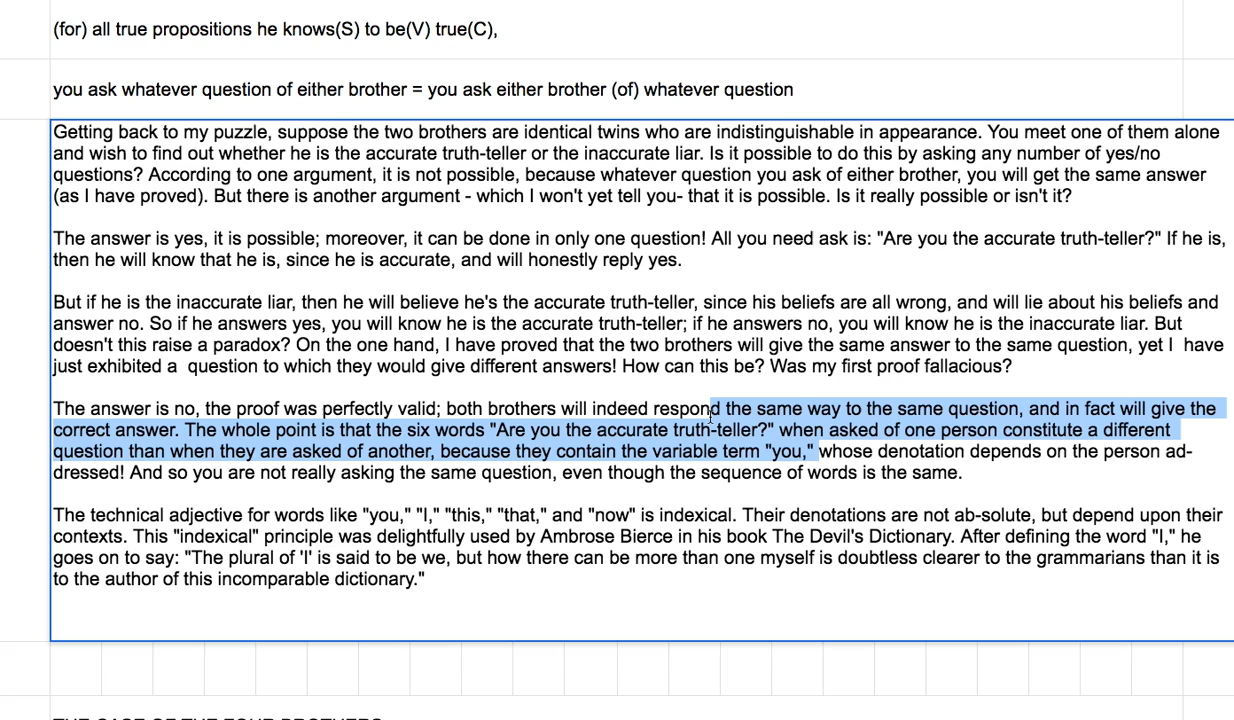 (for) all true propositions he knows(S) to be(V) true(C),
you ask whatever question of either brother = you ask either brother (of) whatever question
Getting back to my puzzle, suppose the two brothers are identical twins who are indistinguishable in appearance. You meet one of them alone
and wish to find out whether he is the accurate truth-teller or the inaccurate liar. Is it possible to do this by asking any number of yes/no
questions? According to one argument, it is not possible, because whatever question you ask of either brother, you will get the same answer
(as I have proved). But there is another argument - which I won't yet tell you- that it is possible. Is it really possible or isn't it?
The answer is yes, it is possible; moreover, it can be done in only one question! All you need ask is: "Are you the accurate truth-teller?" If he is,
then he will know that he is, since he is accurate, and will honestly reply yes.
But if he is the inaccurate liar, then he will believe he's the accurate truth-teller, since his beliefs are all wrong, and will lie about his beliefs and
answer no. So if he answers yes, you will know he is the accurate truth-teller; if he answers no, you will know he is the inaccurate liar. But
doesn't this raise a paradox? On the one hand, I have proved that the two brothers will give the same answer to the same question, yet I  have
just exhibited a  question to which they would give different answers! How can this be? Was my first proof fallacious?
The answer is no, the proof was perfectly valid; both brothers will indeed respond the same way to the same question, and in fact will give the
correct answer. The whole point is that the six words "Are you the accurate truth-teller?" when asked of one person constitute a different
question than when they are asked of another, because they contain the variable term "you," whose denotation depends on the person ad-
dressed! And so you are not really asking the same question, even though the sequence of words is the same.
The technical adjective for words like "you," "I," "this," "that," and "now" is indexical. Their denotations are not ab-solute, but depend upon their
contexts. This "indexical" principle was delightfully used by Ambrose Bierce in his book The Devil's Dictionary. After defining the word "I," he
goes on to say: "The plural of 'I' is said to be we, but how there can be more than one myself is doubtless clearer to the grammarians than it is
to the author of this incomparable dictionary."
THE CASE OF THE FOUR BROTHERS